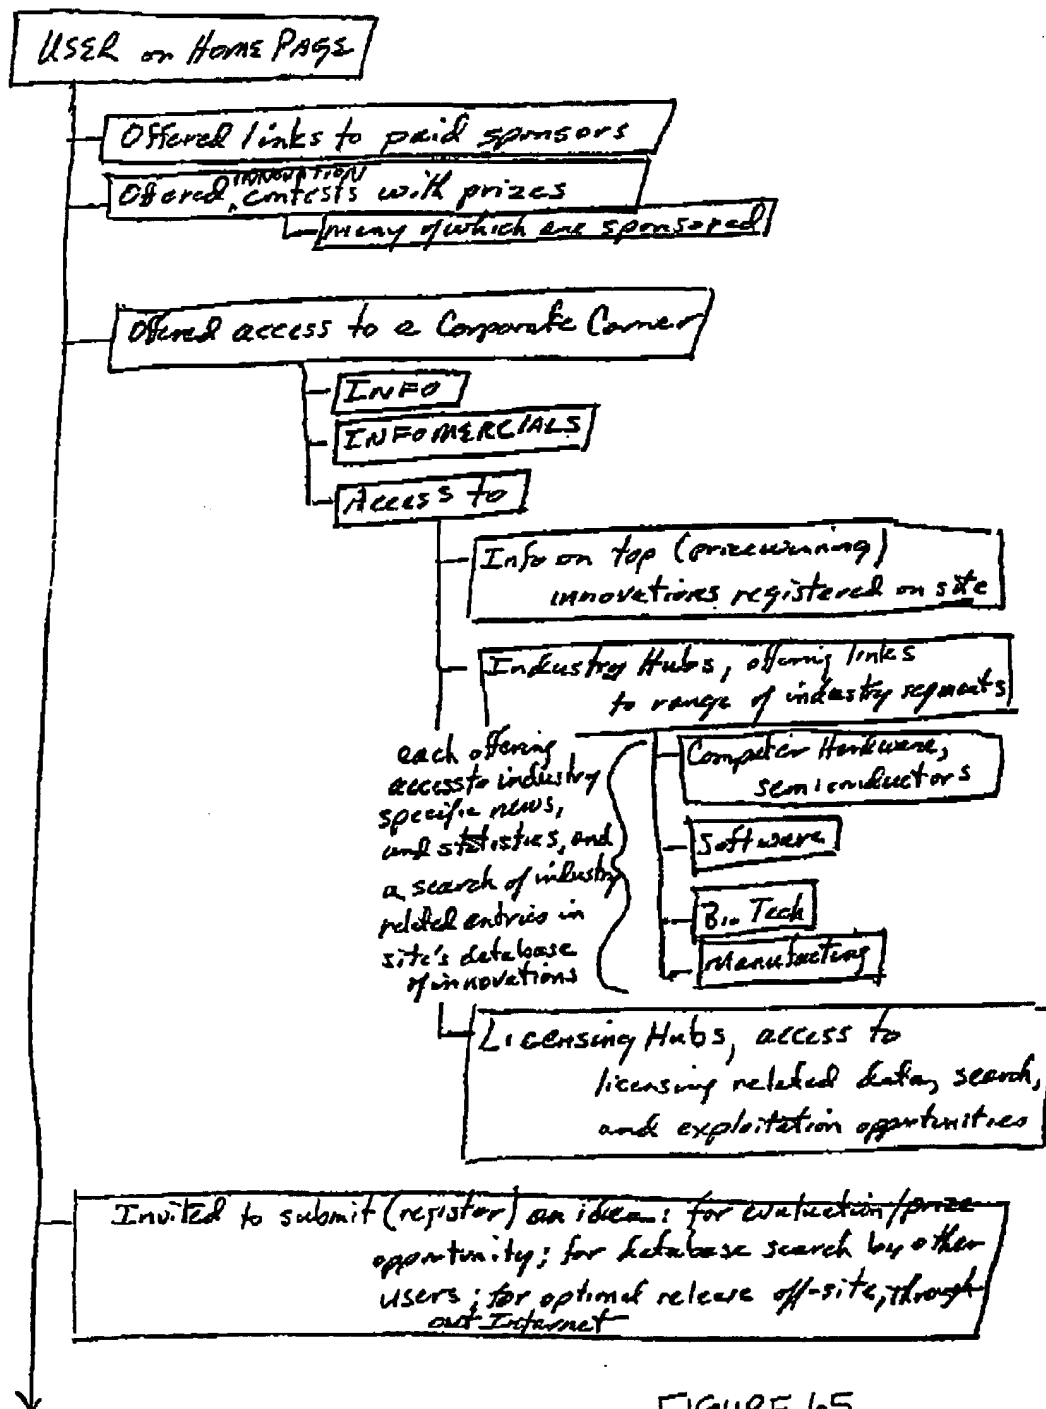 USER on HOME PAGE
Offered links to paid sponsors
INNOVATION
Offered contests with prizes
many of which are sponsored
Offered access to a Corporate Corner
INFO
INFOMERCIALS
Access to
Info on top (prizewinning)
innovations registered on site
Industry Hubs, offering links
to range of industry segments
each offering
access to industry
specific news,
and statistics, and
a search of industry
related entries in
site's database
of innovations
Computer Hardware,
semiconductors
Software
Bio Tech
Manufacting
Licensing Hubs, access to
licensing related data, search,
and exploitation opportunities
Invited to submit (register) an idea: for evaluation/prize
opportunity; for database search by other
users; for optimal release off-site, through
out Internet
FIGURE 65